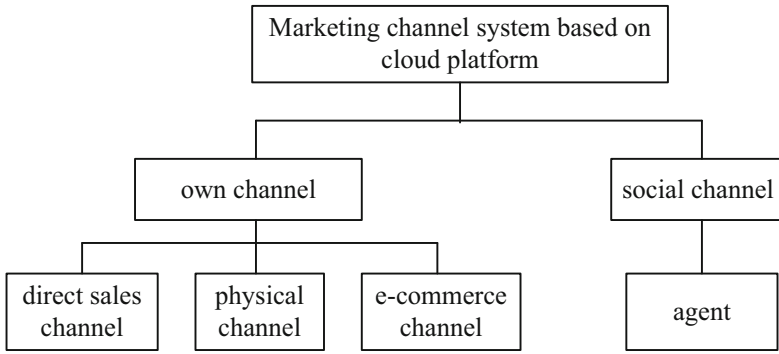 Marketing channel system based on
cloud platform
own channel
social channel
direct sales
channel
physical
channel
e-commerce
channel
agent